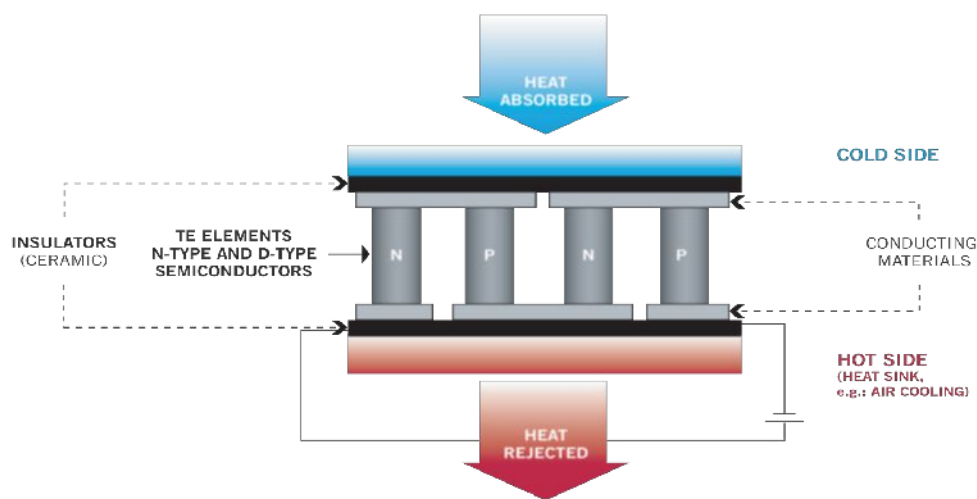 HEAT
ABSORBED
COLD SIDE
INSULATORS
(CERAMIC)
TE ELEMENTS
N-TYPE AND D-TYPE
SEMICONDUCTORS
N
P
N
P
CONDUCTING
MATERIALS
HOT SIDE
(HEAT SINK,
e.g.: AIR COOLING)
HEAT
REJECTED